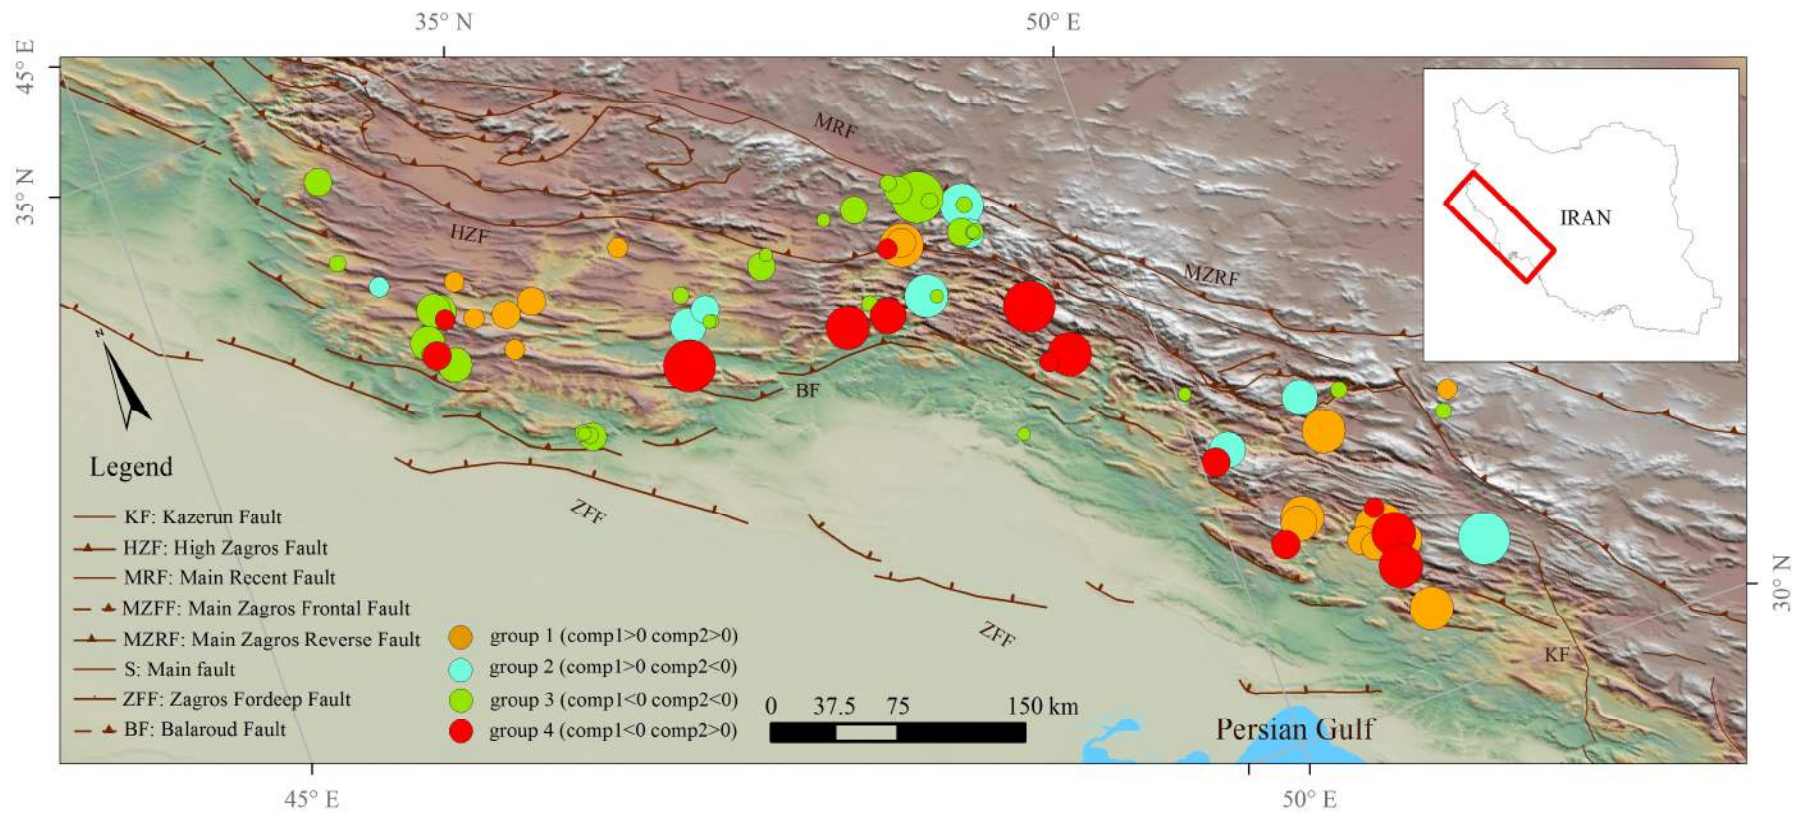 35° N
50° E
45° E
35° N
MRF
HZF
MZRF
IRAN
N
BF
Legend
ZFF
KF: Kazerun Fault
HZF: High Zagros Fault
MRF: Main Recent Fault
MZFF: Main Zagros Frontal Fault
MZRF: Main Zagros Reverse Fault
S: Main fault
ZFF: Zagros Fordeep Fault
BF: Balaroud Fault
group 1 (comp1>0 comp2>0)
group 2 (comp1>0 comp2<0)
group 3 (comp1<0 comp2<0)
group 4 (comp1<0 comp2>0)
ZFF
KF
30° N
0 37.5 75 150 km
Persian Gulf
45° E
50° E